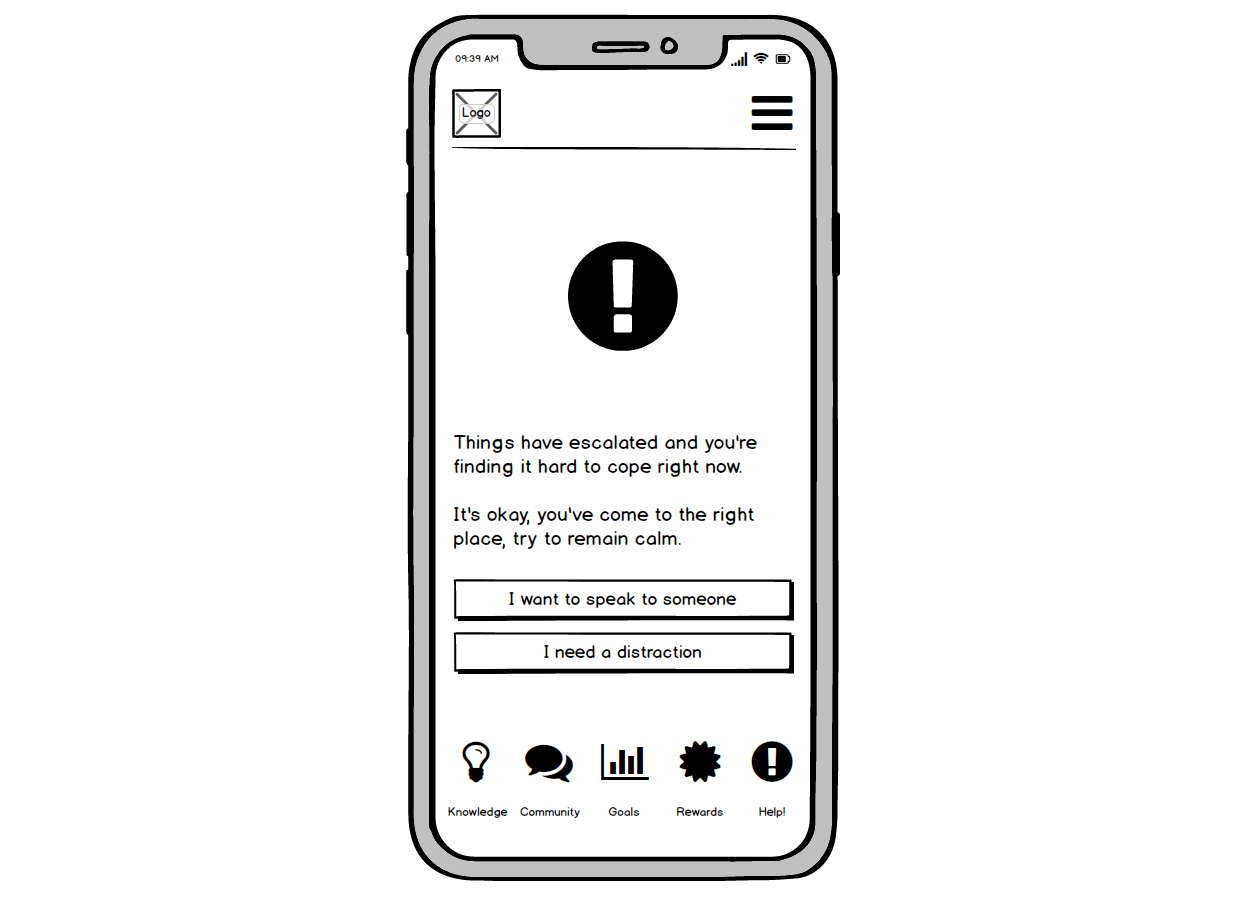 09:39 AM
Logo
Things have escalated and you're
finding it hard to cope right now.
It's okay, you've come to the right
place, try to remain calm.
I want to speak to someone
I need a distraction
Knowledge Community Goals Rewards Help!